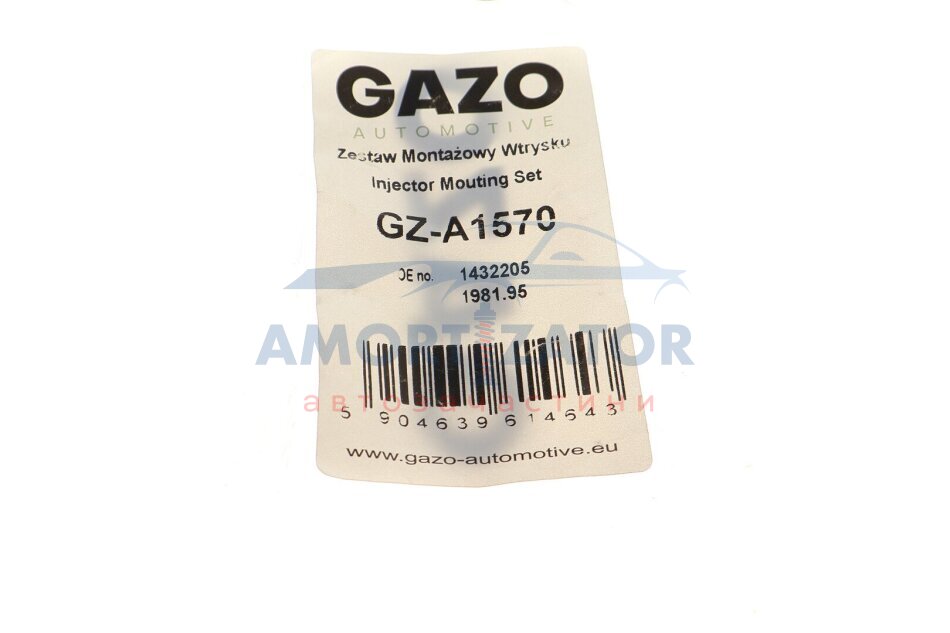 GAZO
AUTOMOTIVE
Zestaw Montażowy Wtrysku
Injector Mouting Set
GZ-A1570
OE no. 1432205
1981.95
AMORTIZATOR
автозапчастини
5 904639 614643
www.gazo-automotive.eu